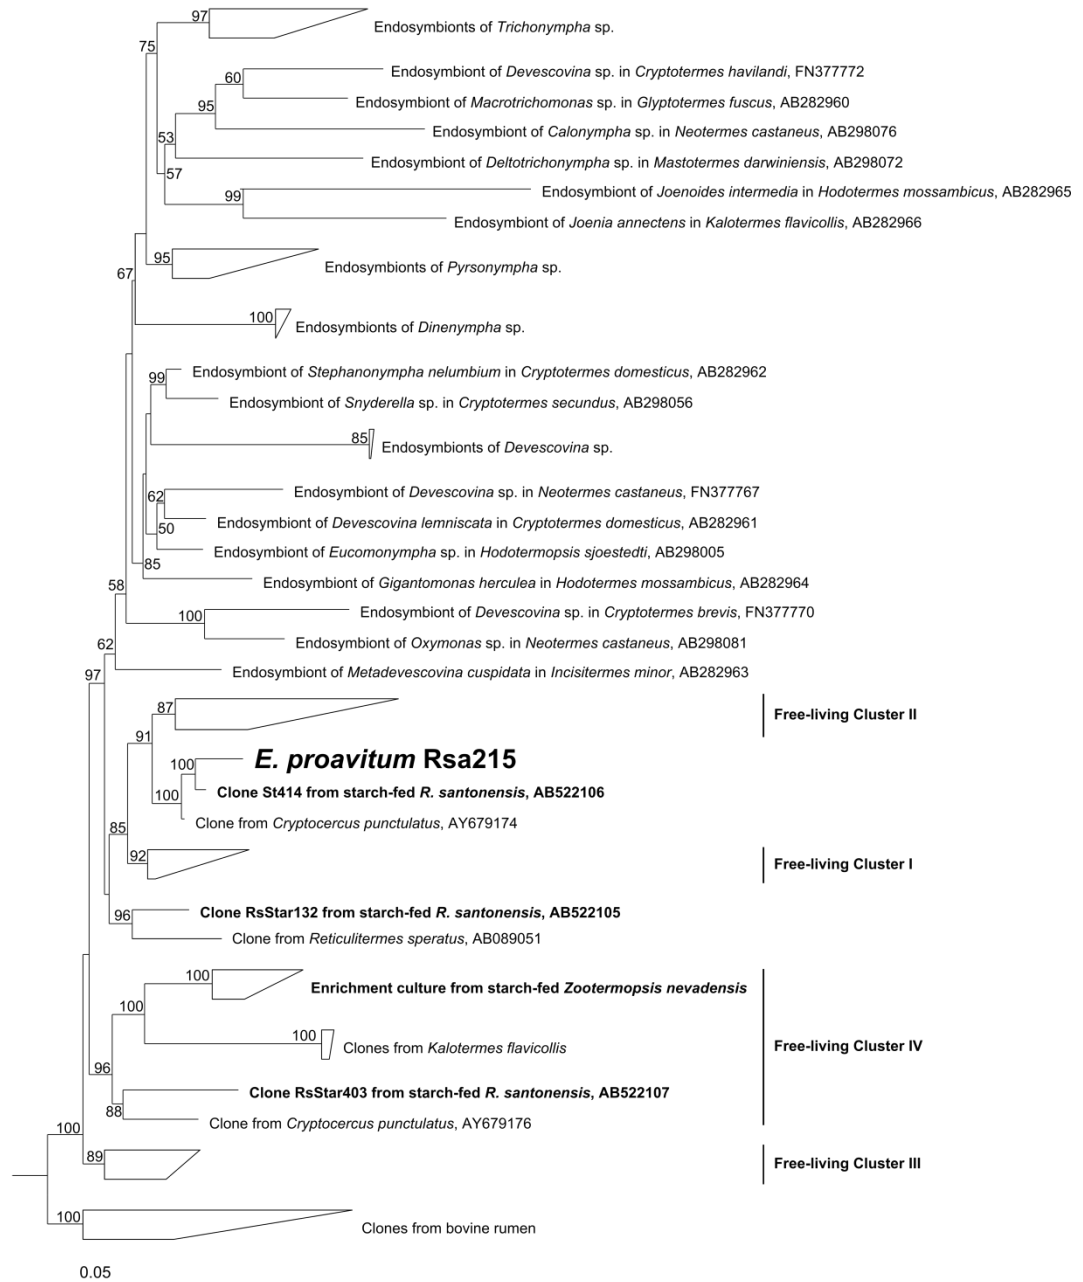 97
Endosymbionts of Trichonympha sp.
75
60
Endosymbiont of Devescovina sp. in Cryptotermes havilandi, FN377772
Endosymbiont of Macrotrichomonas sp. in Glyptotermes fuscus, AB282960
95
Endosymbiont of Calonympha sp. in Neotermes castaneus, AB298076
53
Endosymbiont of Deltotrichonympha sp. in Mastotermes darwiniensis, AB298072
57
99
Endosymbiont of Joenoides intermedia in Hodotermes mossambicus, AB282965
Endosymbiont of Joenia annectens in Kalotermes flavicollis, AB282966
95
Endosymbionts of Pyrsonympha sp.
67
100
Endosymbionts of Dinenympha sp.
99
Endosymbiont of Stephanonympha nelumbium in Cryptotermes domesticus, AB282962
Endosymbiont of Snyderella sp. in Cryptotermes secundus, AB298056
85
Endosymbionts of Devescovina sp.
62
Endosymbiont of Devescovina sp. in Neotermes castaneus, FN377767
Endosymbiont of Devescovina lemniscata in Cryptotermes domesticus, AB282961
50
Endosymbiont of Eucomonympha sp. in Hodotermopsis sjoestedti, AB298005
85
Endosymbiont of Gigantomonas herculea in Hodotermes mossambicus, AB282964
58
100
Endosymbiont of Devescovina sp. in Cryptotermes brevis, FN377770
Endosymbiont of Oxymonas sp. in Neotermes castaneus, AB298081
62
Endosymbiont of Metadevescovina cuspidata in Incisitermes minor, AB282963
97
87
Free-living Cluster II
91
100
E. proavitum Rsa215
Clone St414 from starch-fed R. santonensis, AB522106
100
Clone from Cryptocercus punctulatus, AY679174
85
92
Free-living Cluster I
96
Clone RsStar132 from starch-fed R. santonensis, AB522105
Clone from Reticulitermes speratus, AB089051
100
Enrichment culture from starch-fed Zootermopsis nevadensis
100
100
Clones from Kalotermes flavicollis
Free-living Cluster IV
96
Clone RsStar403 from starch-fed R. santonensis, AB522107
88
Clone from Cryptocercus punctulatus, AY679176
100
89
Free-living Cluster III
100
Clones from bovine rumen
0.05